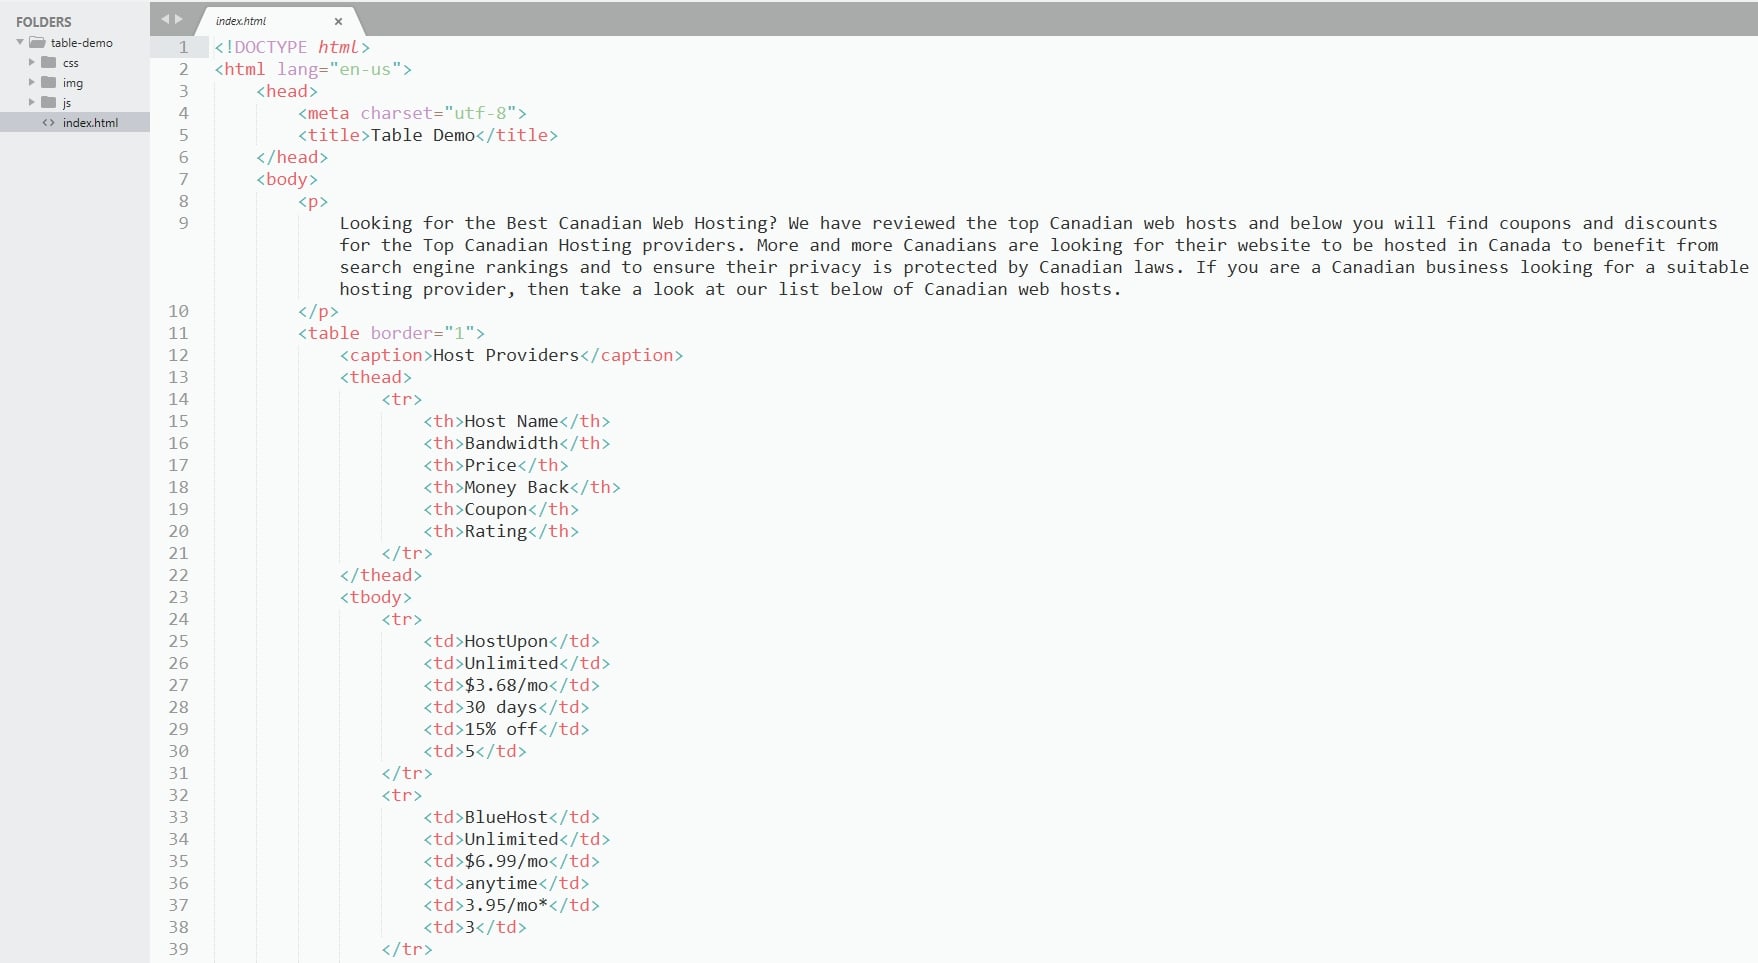 FOLDERS
table-demo
css
img
js
<> index.html
index.html ×
1 <!DOCTYPE html>
2 <html lang="en-us">
3 <head>
4 <meta charset="utf-8">
5 <title>Table Demo</title>
6 </head>
7 <body>
8 <p>
9 Looking for the Best Canadian Web Hosting? We have reviewed the top Canadian web hosts and below you will find coupons and discounts
for the Top Canadian Hosting providers. More and more Canadians are looking for their website to be hosted in Canada to benefit from
search engine rankings and to ensure their privacy is protected by Canadian laws. If you are a Canadian business looking for a suitable
hosting provider, then take a look at our list below of Canadian web hosts.
10 </p>
11 <table border="1">
12 <caption>Host Providers</caption>
13 <thead>
14 <tr>
15 <th>Host Name</th>
16 <th>Bandwidth</th>
17 <th>Price</th>
18 <th>Money Back</th>
19 <th>Coupon</th>
20 <th>Rating</th>
21 </tr>
22 </thead>
23 <tbody>
24 <tr>
25 <td>HostUpon</td>
26 <td>Unlimited</td>
27 <td>$3.68/mo</td>
28 <td>30 days</td>
29 <td>15% off</td>
30 <td>5</td>
31 </tr>
32 <tr>
33 <td>BlueHost</td>
34 <td>Unlimited</td>
35 <td>$6.99/mo</td>
36 <td>anytime</td>
37 <td>3.95/mo*</td>
38 <td>3</td>
39 </tr>